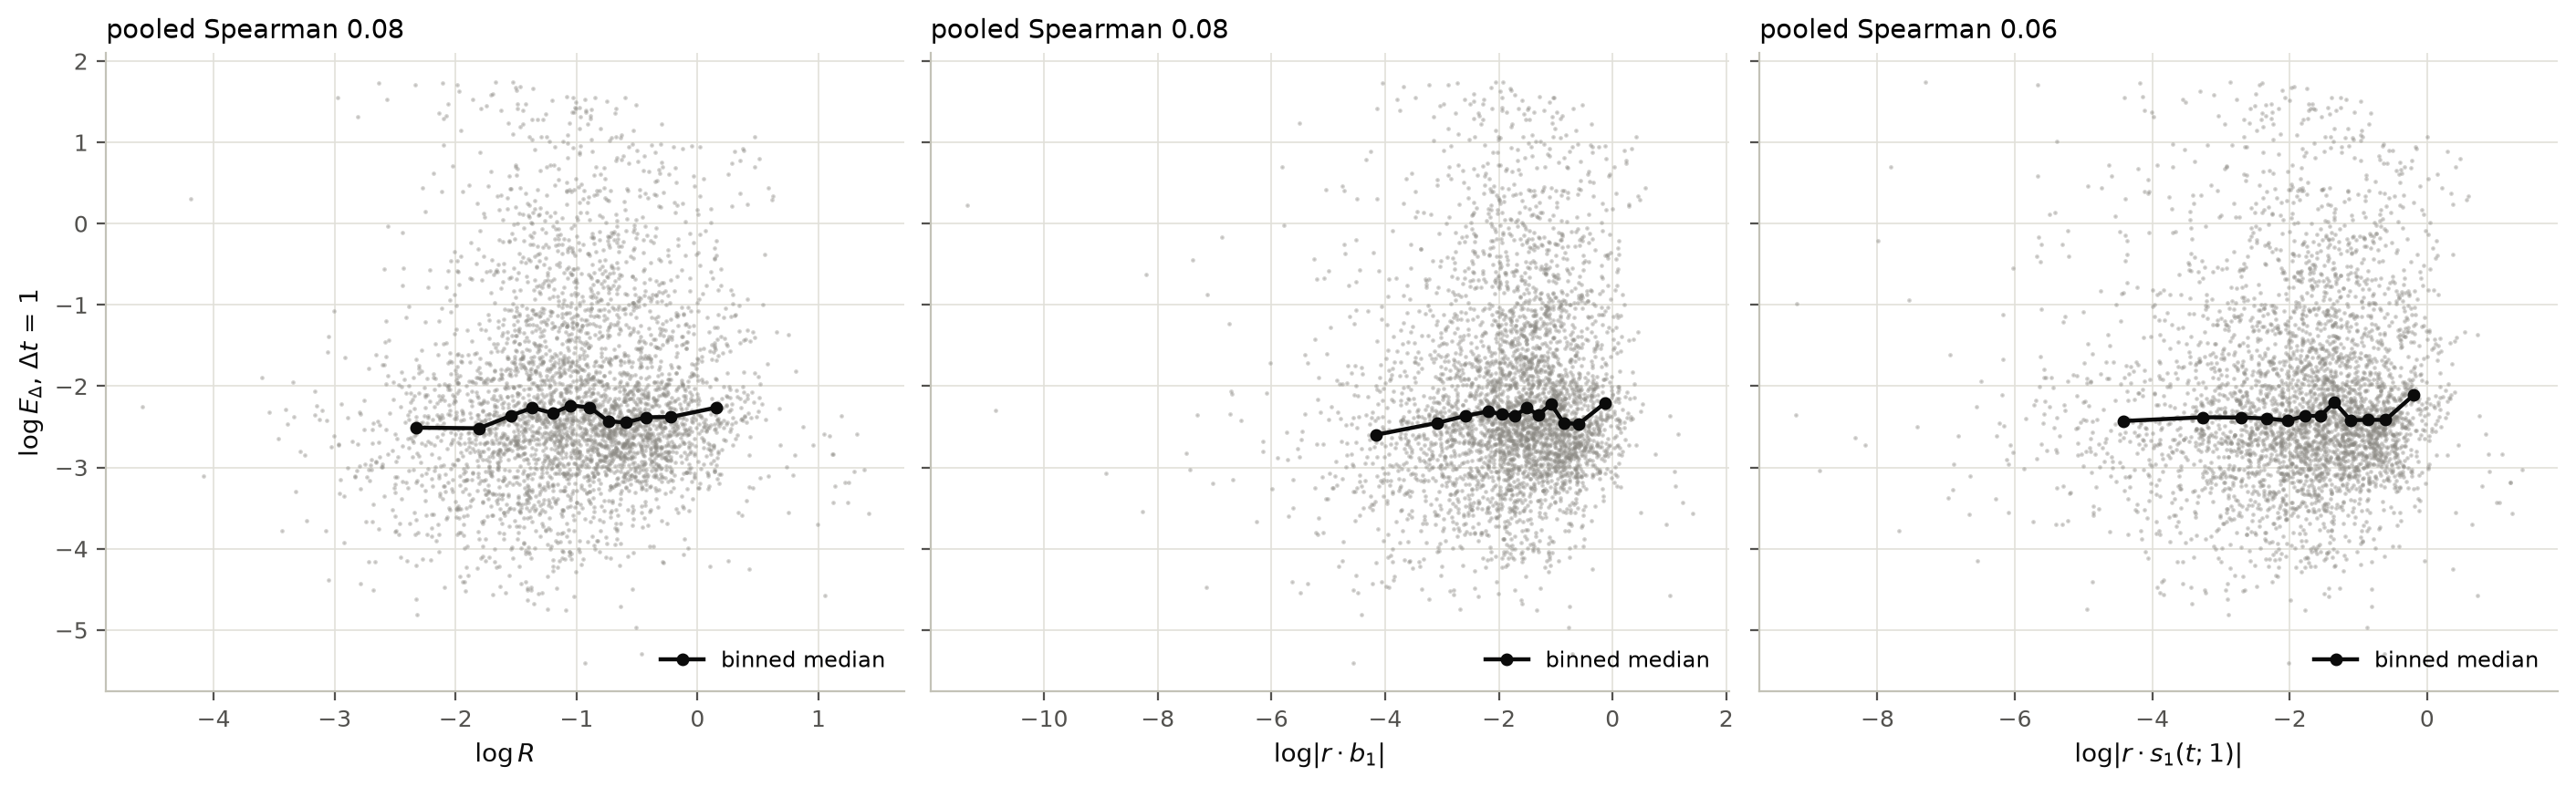 pooled Spearman 0.08
pooled Spearman 0.08
pooled Spearman 0.06
log E_Δ, Δt = 1
2
1
0
−1
−2
−3
−4
−5
binned median
binned median
binned median
−4 −3 −2 −1 0 1
−10 −8 −6 −4 −2 0 2
−8 −6 −4 −2 0
log R
log|r · b₁|
log|r · s₁(t; 1)|